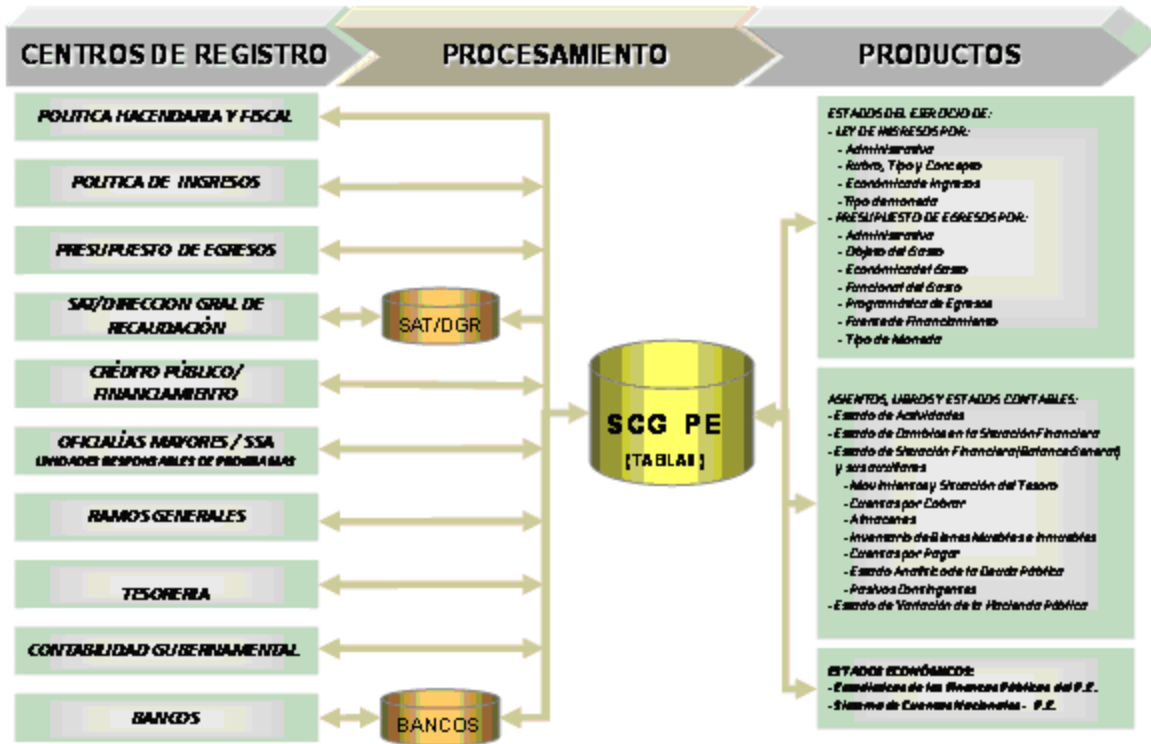 CENTROS DE REGISTRO
PROCESAMIENTO
PRODUCTOS
POLITICA HACENDARIA Y FISCAL
POLITICA DE INGRESOS
PRESUPUESTO DE EGRESOS
SAT/DIRECCION GRAL DE
RECAUDACIÓN
CRÉDITO PÚBLICO/
FINANCIAMIENTO
OFICIALÍAS MAYORES / SSA
UNIDADES RESPONSABLES DE PROGRAMAS
RAMOS GENERALES
TESORERIA
CONTABILIDAD GUBERNAMENTAL
BANCOS
SAT/DGR
BANCOS
SCG PE
(TABLAS)
ESTADOS DEL EJERCICIO DE:
- LEY DE INGRESOS POR:
- Administrativa
- Rubro, Tipo y Concepto
- Económica de Ingresos
- Tipo de moneda
- PRESUPUESTO DE EGRESOS POR:
- Administrativa
- Objeto del Gasto
- Económica del Gasto
- Funcional del Gasto
- Programática de Egresos
- Fuente de Financiamiento
- Tipo de Moneda
ASIENTOS, LIBROS Y ESTADOS CONTABLES:
- Estado de Actividades
- Estado de Cambios en la Situación Financiera
- Estado de Situación Financiera (Balance General)
y sus auxiliares
- Movimientos y Situación del Tesoro
- Cuentas por Cobrar
- Almacenes
- Inventario de Bienes Muebles e Inmuebles
- Cuentas por Pagar
- Estado Analítico de la Deuda Pública
- Pasivos Contingentes
- Estado de Variación de la Hacienda Pública
ESTADOS ECONÓMICOS:
- Estadísticas de las Finanzas Públicas del P.E.
- Sistema de Cuentas Nacionales - P.E.